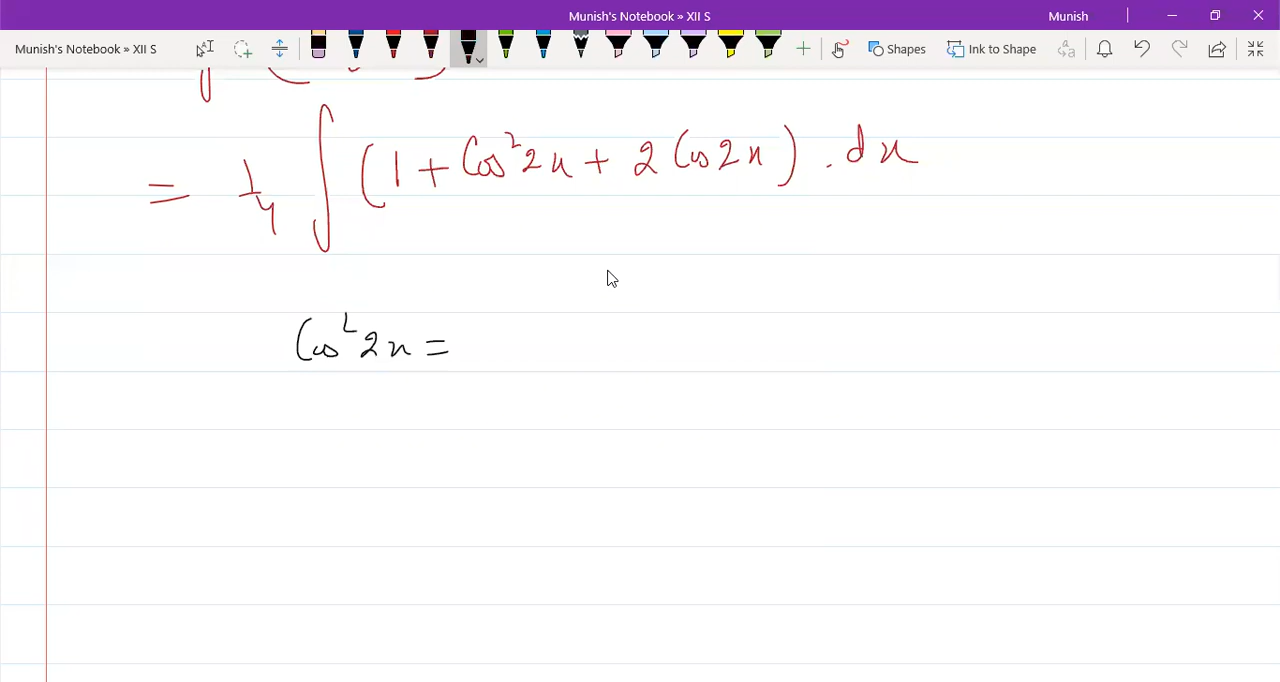 Munish's Notebook » XII S
Munish
Munish's Notebook » XII S
Shapes
Ink to Shape
= 1/4 ∫ (1 + Cos²2x + 2 Cos2x) . dx
Cos²2x =